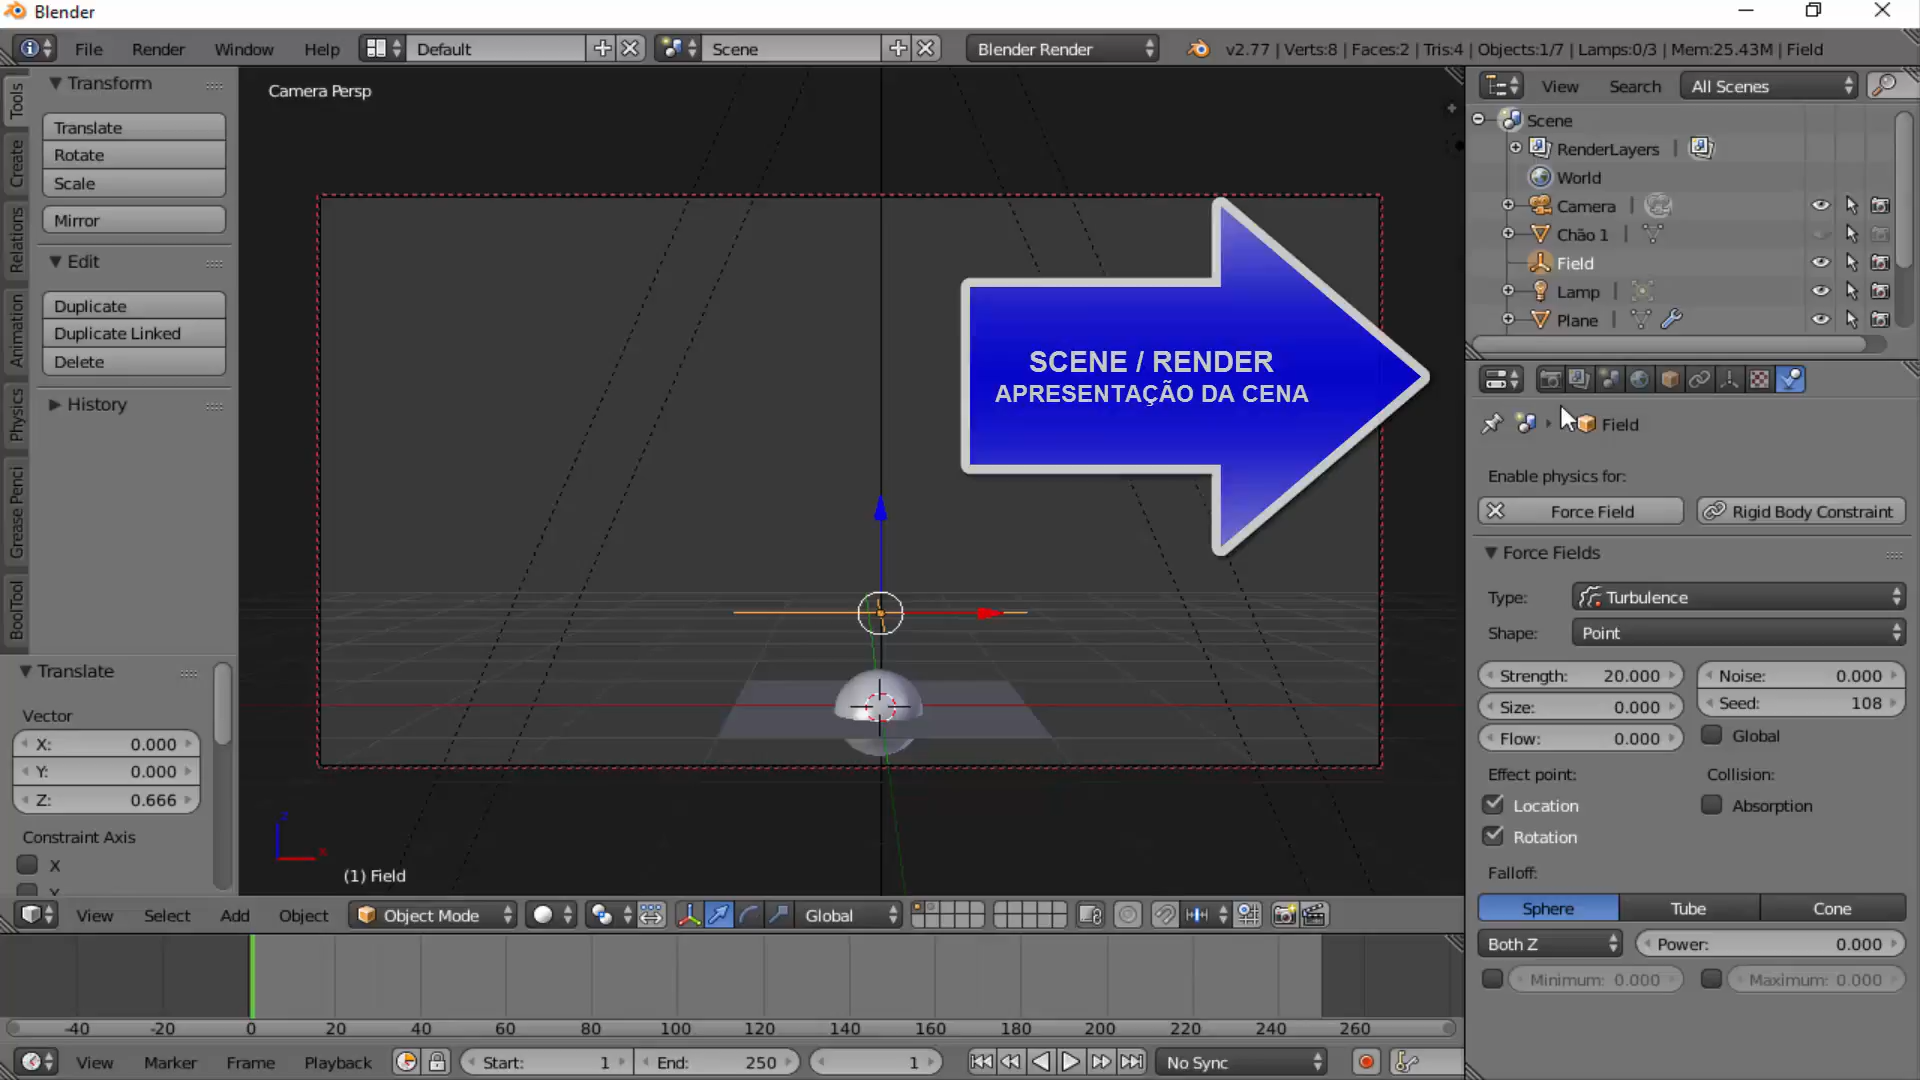 Blender
File Render Window Help Default Scene Blender Render v2.77 | Verts:8 | Faces:2 | Tris:4 | Objects:1/7 | Lamps:0/3 | Mem:25.43M | Field
Tools
Create
Relations
Animation
Physics
Grease Penci
BoolTool
Transform
Translate
Rotate
Scale
Mirror
Edit
Duplicate
Duplicate Linked
Delete
History
Translate
Vector
X: 0.000
Y: 0.000
Z: 0.666
Constraint Axis
X
Y
Camera Persp
SCENE / RENDER
APRESENTAÇÃO DA CENA
z
x
(1) Field
View Select Add Object Object Mode Global
-40 -20 0 20 40 60 80 100 120 140 160 180 200 220 240 260
View Marker Frame Playback Start: 1 End: 250 1 No Sync
View Search All Scenes
Scene
RenderLayers |
World
Camera |
Chão 1 |
Field
Lamp |
Plane |
Field
Enable physics for:
Force Field Rigid Body Constraint
Force Fields
Type: Turbulence
Shape: Point
Strength: 20.000 Noise: 0.000
Size: 0.000 Seed: 108
Flow: 0.000 Global
Effect point: Collision:
Location Absorption
Rotation
Falloff:
Sphere Tube Cone
Both Z Power: 0.000
Minimum: 0.000 Maximum: 0.000